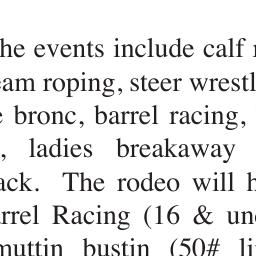 he events include calf r
eam roping, steer wrestl
e bronc, barrel racing,
, ladies breakaway
ack. The rodeo will h
rrel Racing (16 & un
muttin bustin (50# li